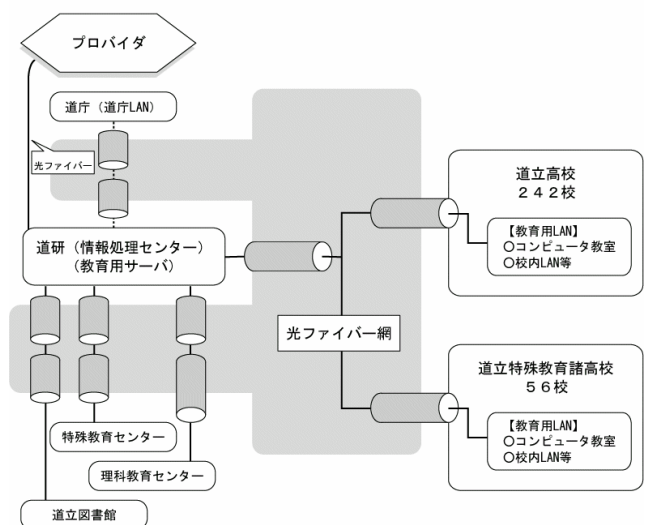 プロバイダ
道庁（道庁LAN）
光ファイバー
道研（情報処理センター）
（教育用サーバ）
光ファイバー網
道立高校
２４２校
【教育用LAN】
〇コンピュータ教室
〇校内LAN等
道立特殊教育諸高校
５６校
【教育用LAN】
〇コンピュータ教室
〇校内LAN等
特殊教育センター
理科教育センター
道立図書館